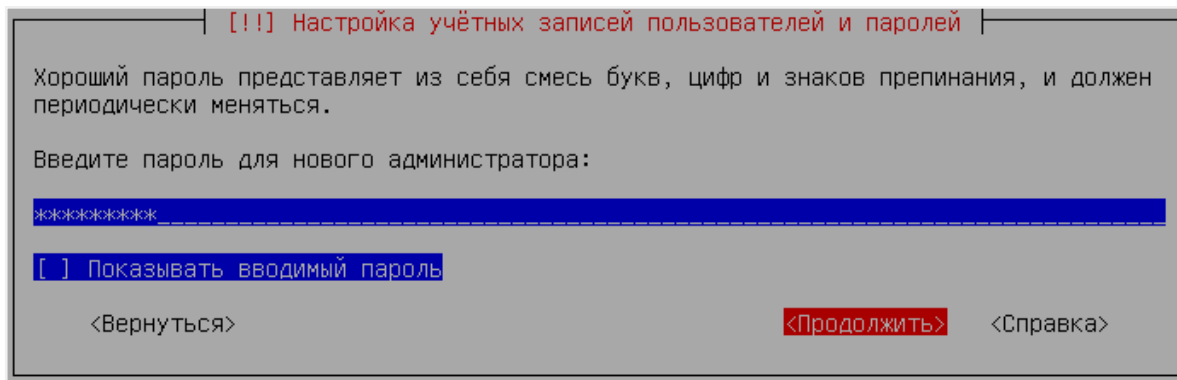 [!!] Настройка учётных записей пользователей и паролей
Хороший пароль представляет из себя смесь букв, цифр и знаков препинания, и должен
периодически меняться.
Введите пароль для нового администратора:
*********
[ ] Показывать вводимый пароль
<Вернуться> <Продолжить> <Справка>